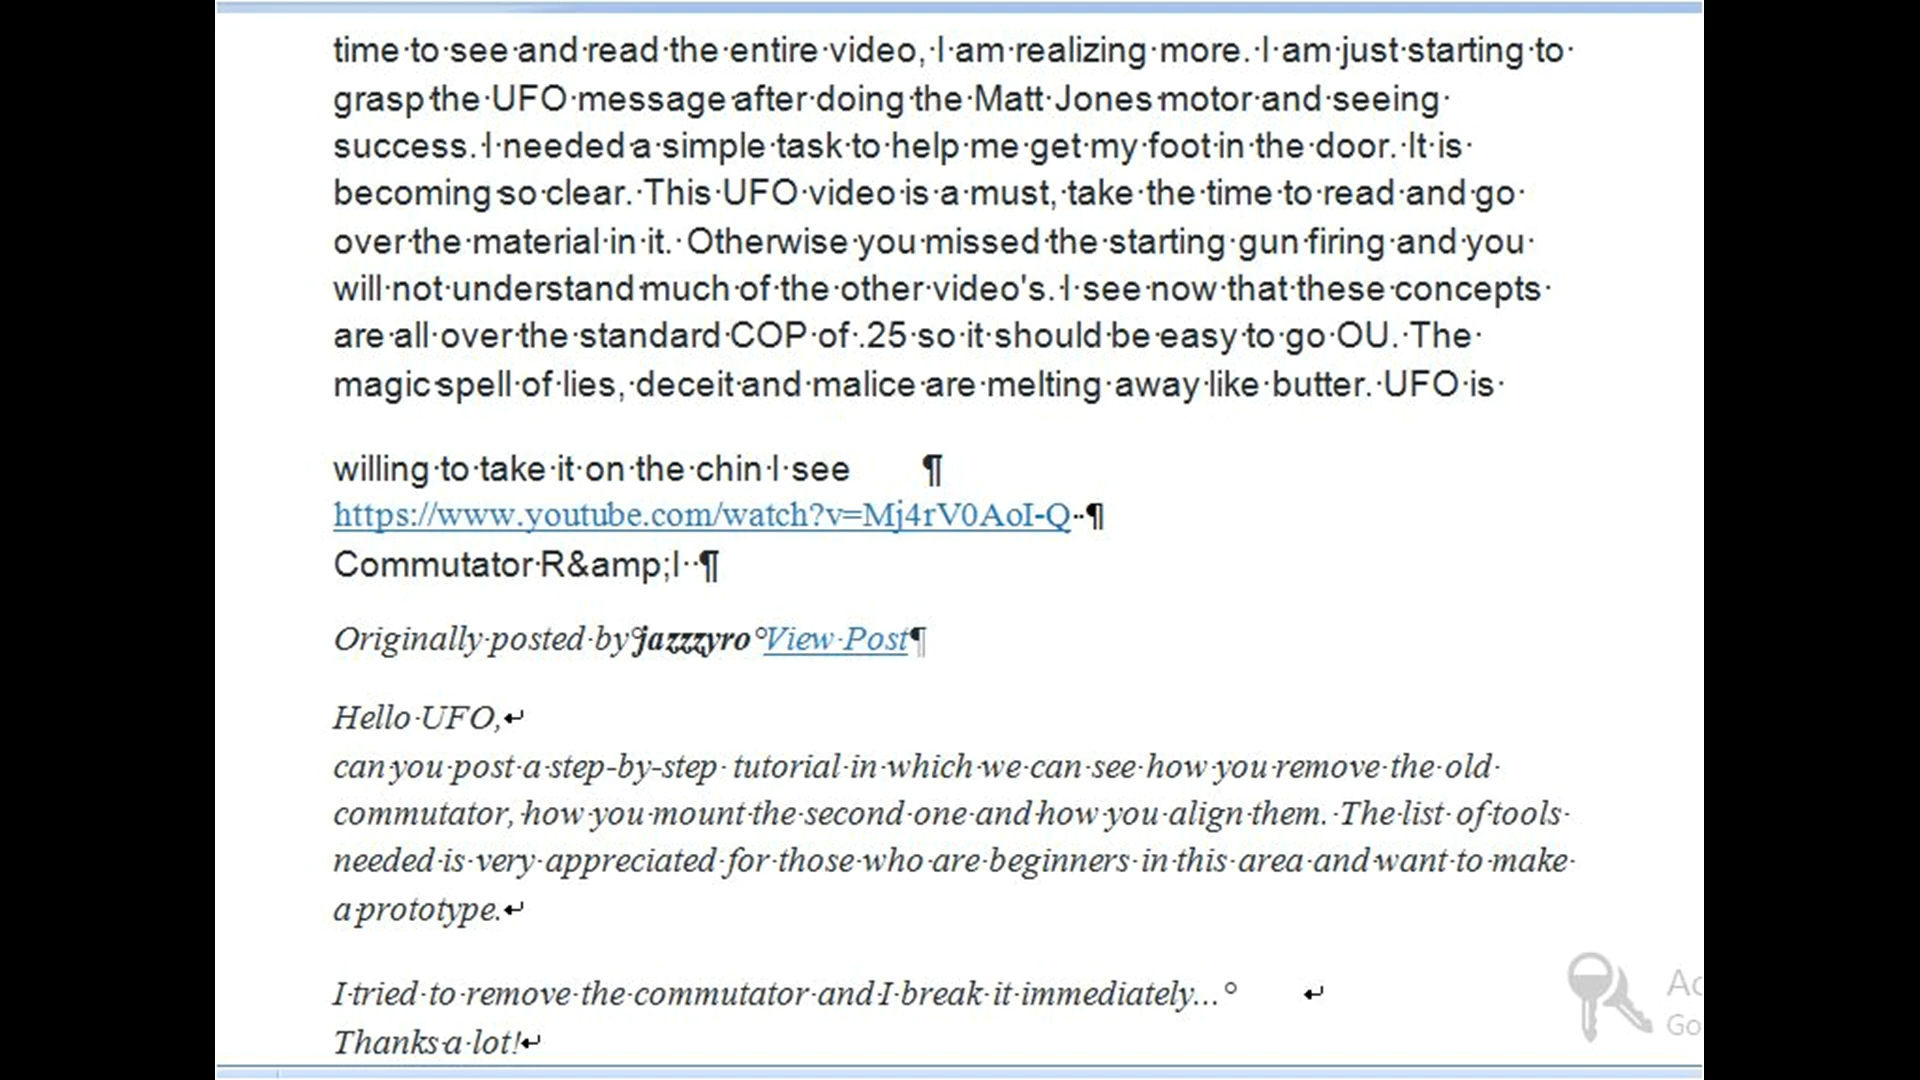 time to see and read the entire video, I am realizing more. I am just starting to
grasp the UFO message after doing the Matt Jones motor and seeing
success. I needed a simple task to help me get my foot in the door. It is
becoming so clear. This UFO video is a must, take the time to read and go
over the material in it. Otherwise you missed the starting gun firing and you
will not understand much of the other video's. I see now that these concepts
are all over the standard COP of .25 so it should be easy to go OU. The
magic spell of lies, deceit and malice are melting away like butter. UFO is
willing to take it on the chin I see ¶
https://www.youtube.com/watch?v=Mj4rV0AoI-Q ¶
Commutator R&amp;I ¶
Originally posted by°jazzzyro°View Post¶
Hello UFO,↵
can you post a step-by-step tutorial in which we can see how you remove the old
commutator, how you mount the second one and how you align them. The list of tools
needed is very appreciated for those who are beginners in this area and want to make
a prototype.↵
I tried to remove the commutator and I break it immediately...° ↵
Thanks a lot!↵
Ac
Go